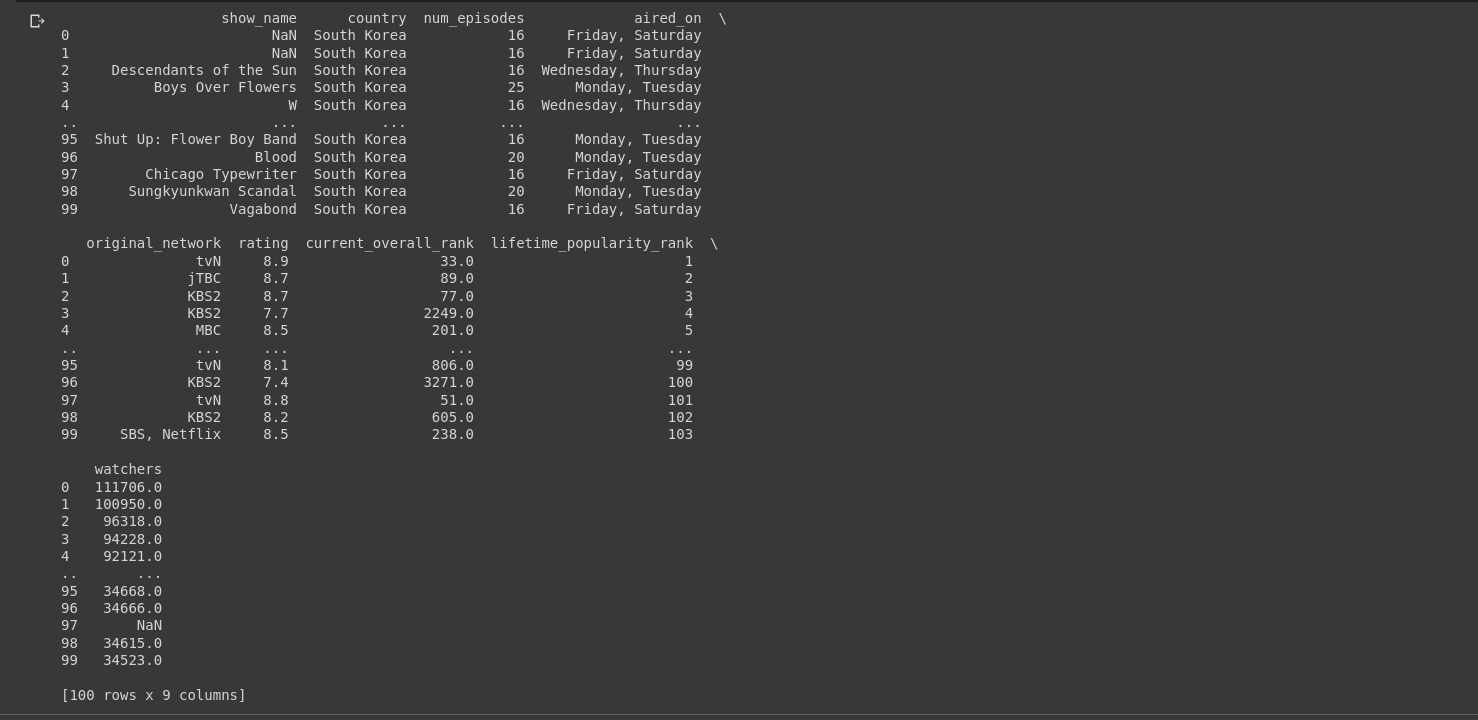 show_name      country  num_episodes             aired_on  \
0                        NaN  South Korea            16     Friday, Saturday
1                        NaN  South Korea            16     Friday, Saturday
2     Descendants of the Sun  South Korea            16  Wednesday, Thursday
3          Boys Over Flowers  South Korea            25      Monday, Tuesday
4                          W  South Korea            16  Wednesday, Thursday
..                       ...          ...           ...                  ...
95  Shut Up: Flower Boy Band  South Korea            16      Monday, Tuesday
96                     Blood  South Korea            20      Monday, Tuesday
97        Chicago Typewriter  South Korea            16     Friday, Saturday
98      Sungkyunkwan Scandal  South Korea            20      Monday, Tuesday
99                  Vagabond  South Korea            16     Friday, Saturday

   original_network  rating  current_overall_rank  lifetime_popularity_rank  \
0               tvN     8.9                  33.0                         1
1              jTBC     8.7                  89.0                         2
2              KBS2     8.7                  77.0                         3
3              KBS2     7.7                2249.0                         4
4               MBC     8.5                 201.0                         5
..              ...     ...                   ...                       ...
95              tvN     8.1                 806.0                        99
96             KBS2     7.4                3271.0                       100
97              tvN     8.8                  51.0                       101
98             KBS2     8.2                 605.0                       102
99     SBS, Netflix     8.5                 238.0                       103

    watchers
0   111706.0
1   100950.0
2    96318.0
3    94228.0
4    92121.0
..       ...
95   34668.0
96   34666.0
97       NaN
98   34615.0
99   34523.0

[100 rows x 9 columns]